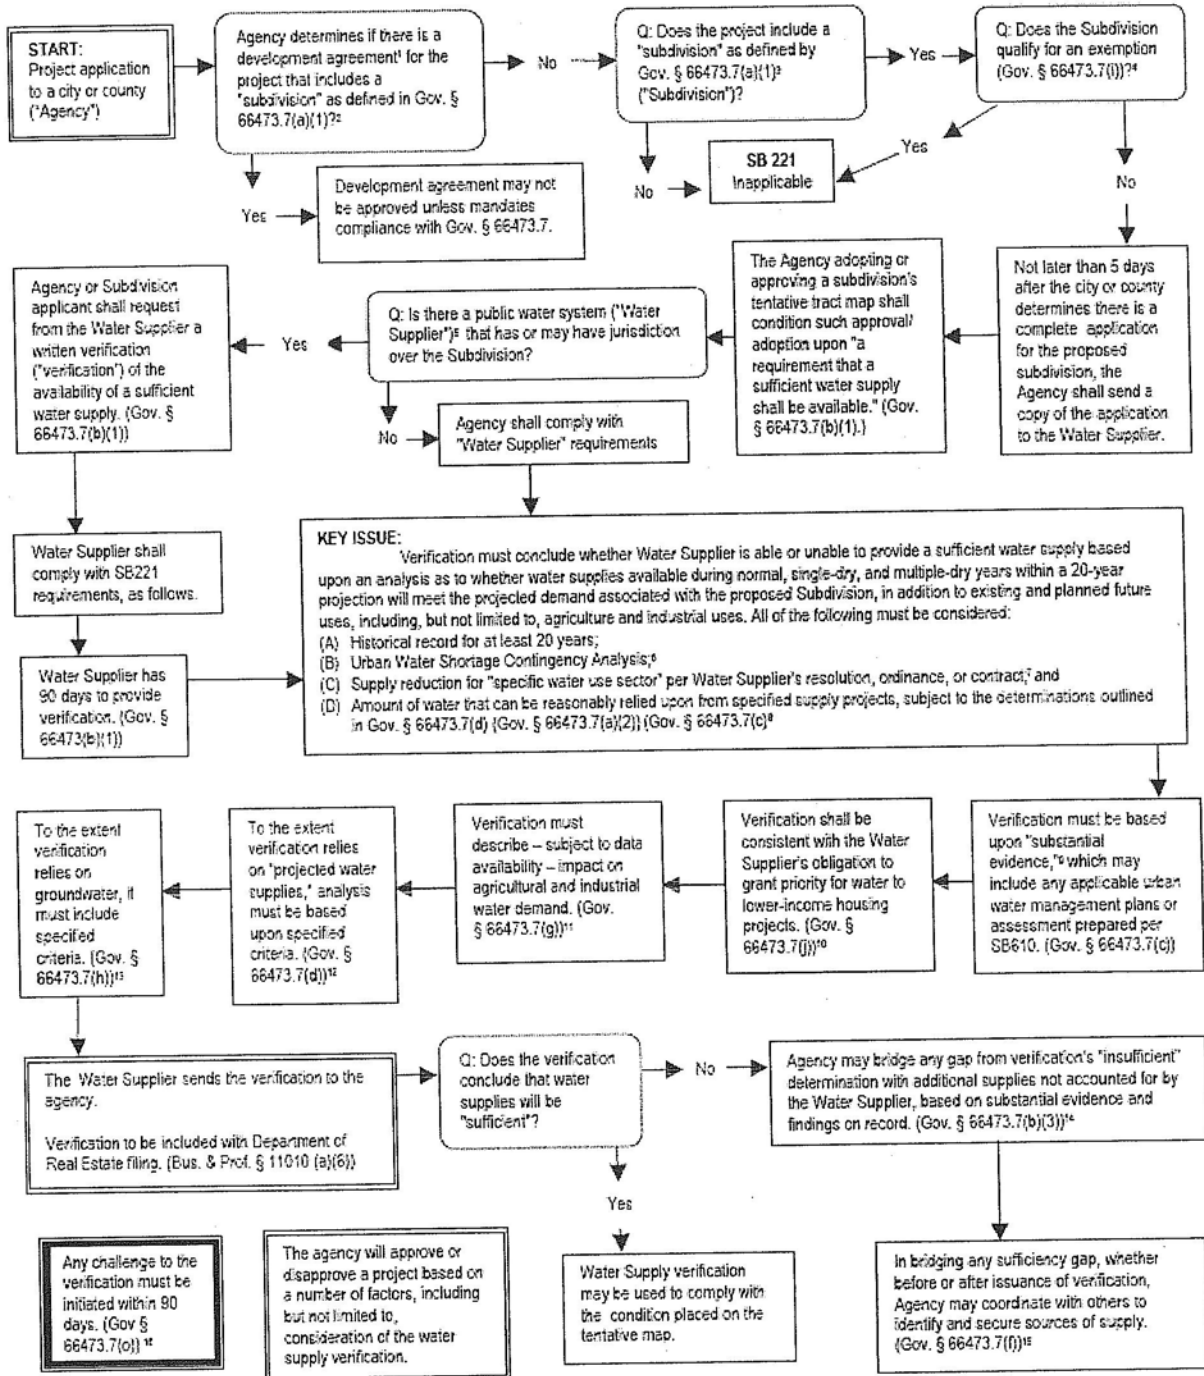 START:
Project application
to a city or county
("Agency")
Agency determines if there is a
development agreement¹ for the
project that includes a
"subdivision" as defined in Gov. §
66473.7(a)(1)?²
No
Q: Does the project include a
"subdivision" as defined by
Gov. § 66473.7(a)(1)³
("Subdivision")?
Yes
Q: Does the Subdivision
qualify for an exemption
(Gov. § 66473.7(i))?⁴
Yes
Development agreement may not
be approved unless mandates
compliance with Gov. § 66473.7.
No
SB 221
Inapplicable
Yes
No
Agency or Subdivision
applicant shall request
from the Water Supplier a
written verification
("verification") of the
availability of a sufficient
water supply. (Gov. §
66473.7(b)(1))
Yes
Q: Is there a public water system ("Water
Supplier")⁵ that has or may have jurisdiction
over the Subdivision?
No
Agency shall comply with
"Water Supplier" requirements
The Agency adopting or
approving a subdivision's
tentative tract map shall
condition such approval/
adoption upon "a
requirement that a
sufficient water supply
shall be available." (Gov.
§ 66473.7(b)(1).)
Not later than 5 days
after the city or county
determines there is a
complete application
for the proposed
subdivision, the
Agency shall send a
copy of the application
to the Water Supplier.
Water Supplier shall
comply with SB221
requirements, as follows.
Water Supplier has
90 days to provide
verification. (Gov. §
66473(b)(1))
KEY ISSUE:
Verification must conclude whether Water Supplier is able or unable to provide a sufficient water supply based
upon an analysis as to whether water supplies available during normal, single-dry, and multiple-dry years within a 20-year
projection will meet the projected demand associated with the proposed Subdivision, in addition to existing and planned future
uses, including, but not limited to, agriculture and industrial uses. All of the following must be considered:
(A) Historical record for at least 20 years;
(B) Urban Water Shortage Contingency Analysis;⁶
(C) Supply reduction for "specific water use sector" per Water Supplier's resolution, ordinance, or contract;⁷ and
(D) Amount of water that can be reasonably relied upon from specified supply projects, subject to the determinations outlined
in Gov. § 66473.7(d) (Gov. § 66473.7(a)(2)) (Gov. § 66473.7(c)⁸
To the extent
verification
relies on
groundwater, it
must include
specified
criteria. (Gov. §
66473.7(h))¹³
To the extent
verification relies
on "projected water
supplies," analysis
must be based
upon specified
criteria. (Gov. §
66473.7(d))¹²
Verification must
describe – subject to data
availability – impact on
agricultural and industrial
water demand. (Gov.
§ 66473.7(g))¹¹
Verification shall be
consistent with the Water
Supplier's obligation to
grant priority for water to
lower-income housing
projects. (Gov. §
66473.7(j))¹⁰
Verification must be based
upon "substantial
evidence,"⁹ which may
include any applicable urban
water management plans or
assessment prepared per
SB610. (Gov. § 66473.7(c))
The Water Supplier sends the verification to the
agency.
Verification to be included with Department of
Real Estate filing. (Bus. & Prof. § 11010 (a)(6))
Q: Does the verification
conclude that water
supplies will be
"sufficient"?
No
Agency may bridge any gap from verification's "insufficient"
determination with additional supplies not accounted for by
the Water Supplier, based on substantial evidence and
findings on record. (Gov. § 66473.7(b)(3))¹⁴
Yes
Any challenge to the
verification must be
initiated within 90
days. (Gov §
66473.7(o)) ¹⁶
The agency will approve or
disapprove a project based on
a number of factors, including
but not limited to,
consideration of the water
supply verification.
Water Supply verification
may be used to comply with
the condition placed on the
tentative map.
In bridging any sufficiency gap, whether
before or after issuance of verification,
Agency may coordinate with others to
identify and secure sources of supply.
(Gov. § 66473.7(f))¹⁵